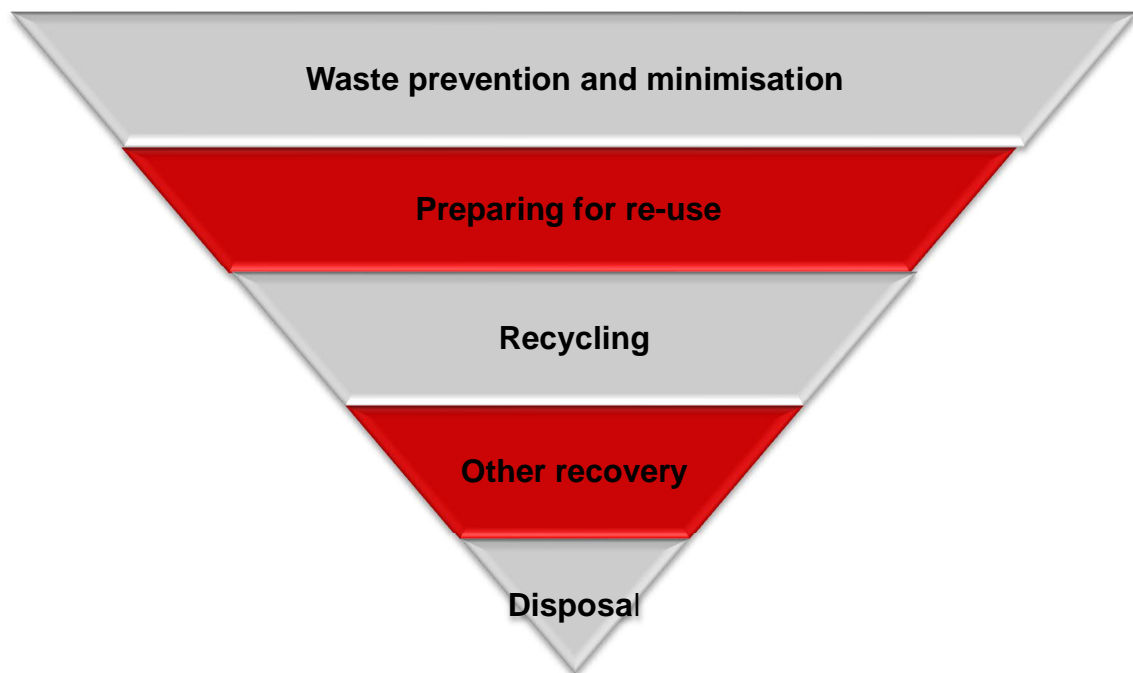 Waste prevention and minimisation
Preparing for re-use
Recycling
Other recovery
Disposal